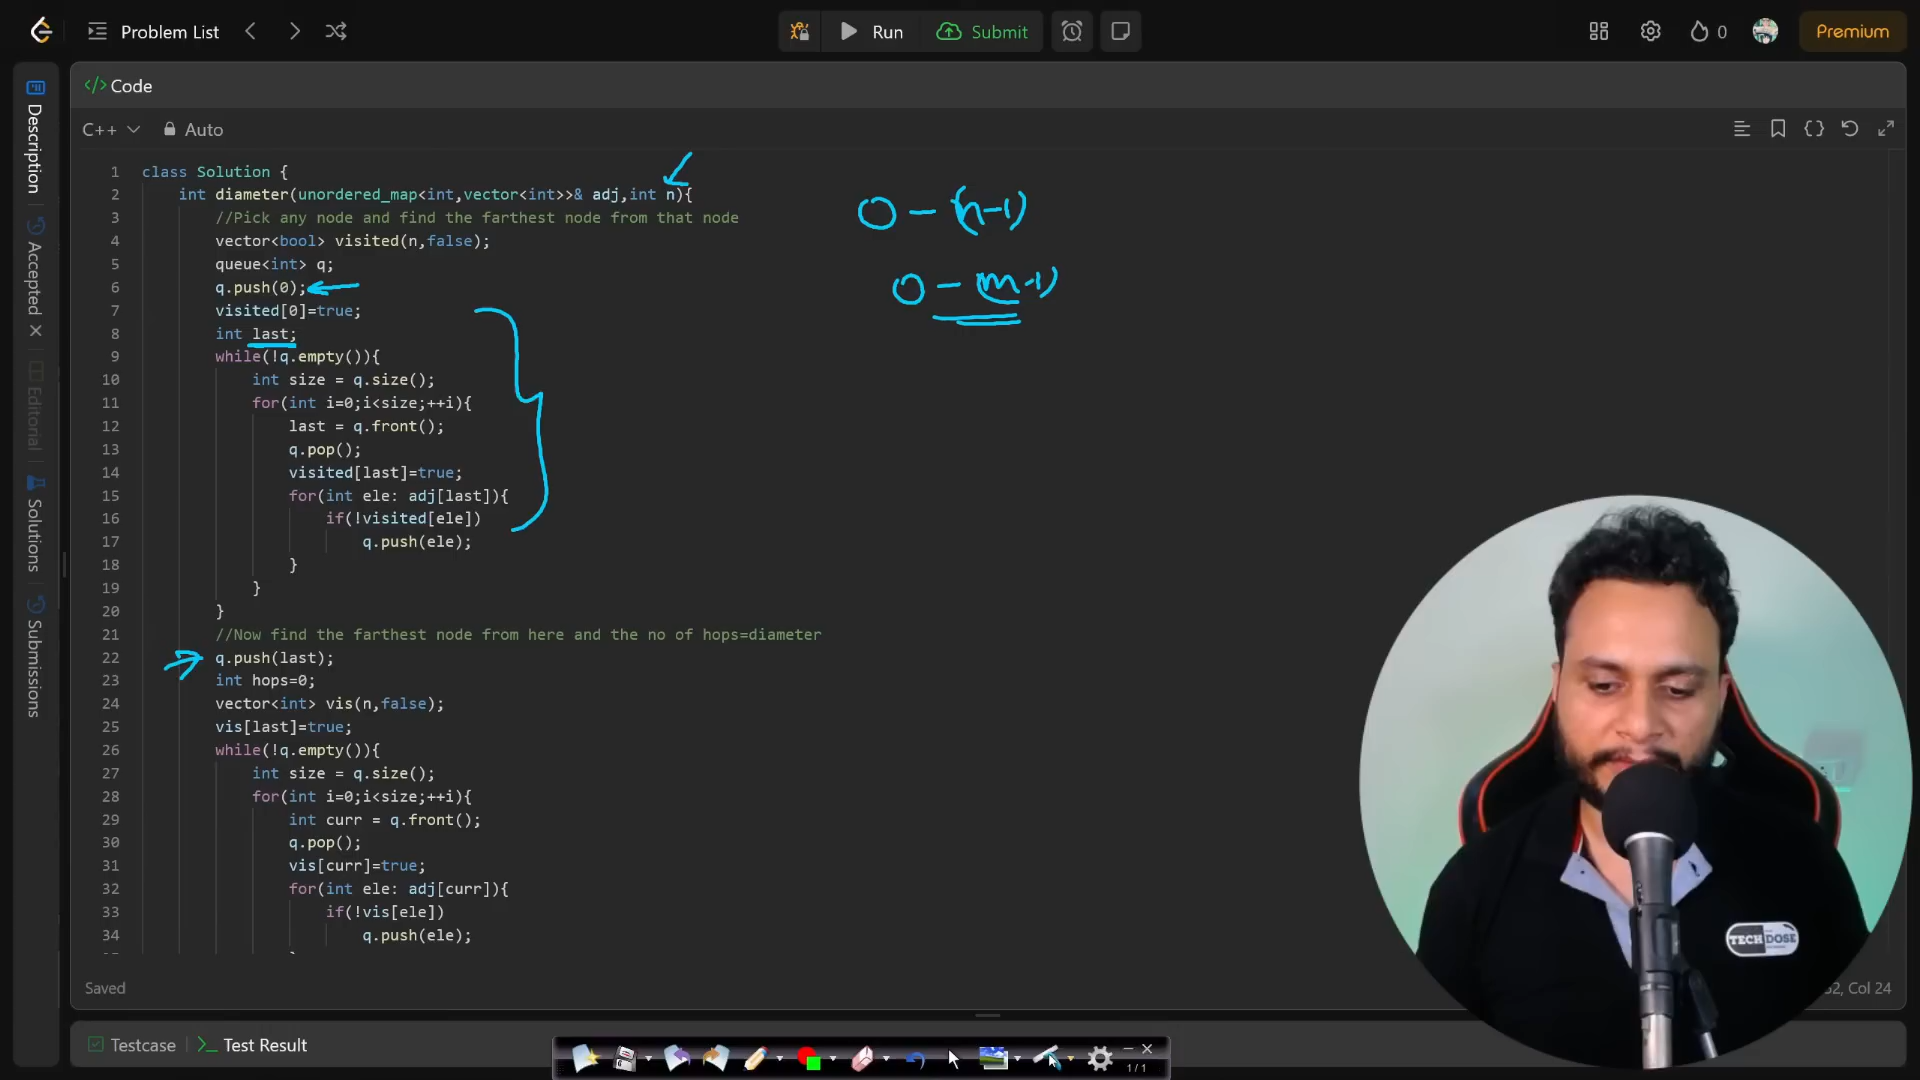 Problem List
Run
Submit
0
Premium
Description
Accepted
Editorial
Solutions
Submissions
</> Code
C++
Auto
1 class Solution {
2 int diameter(unordered_map<int,vector<int>>& adj,int n){
3 //Pick any node and find the farthest node from that node
4 vector<bool> visited(n,false);
5 queue<int> q;
6 q.push(0);
7 visited[0]=true;
8 int last;
9 while(!q.empty()){
10 int size = q.size();
11 for(int i=0;i<size;++i){
12 last = q.front();
13 q.pop();
14 visited[last]=true;
15 for(int ele: adj[last]){
16 if(!visited[ele])
17 q.push(ele);
18 }
19 }
20 }
21 //Now find the farthest node from here and the no of hops=diameter
22 q.push(last);
23 int hops=0;
24 vector<int> vis(n,false);
25 vis[last]=true;
26 while(!q.empty()){
27 int size = q.size();
28 for(int i=0;i<size;++i){
29 int curr = q.front();
30 q.pop();
31 vis[curr]=true;
32 for(int ele: adj[curr]){
33 if(!vis[ele])
34 q.push(ele);
0 - (n-1)
0 - (m-1)
TECH DOSE
Saved
Col 24
Testcase
Test Result
1/1